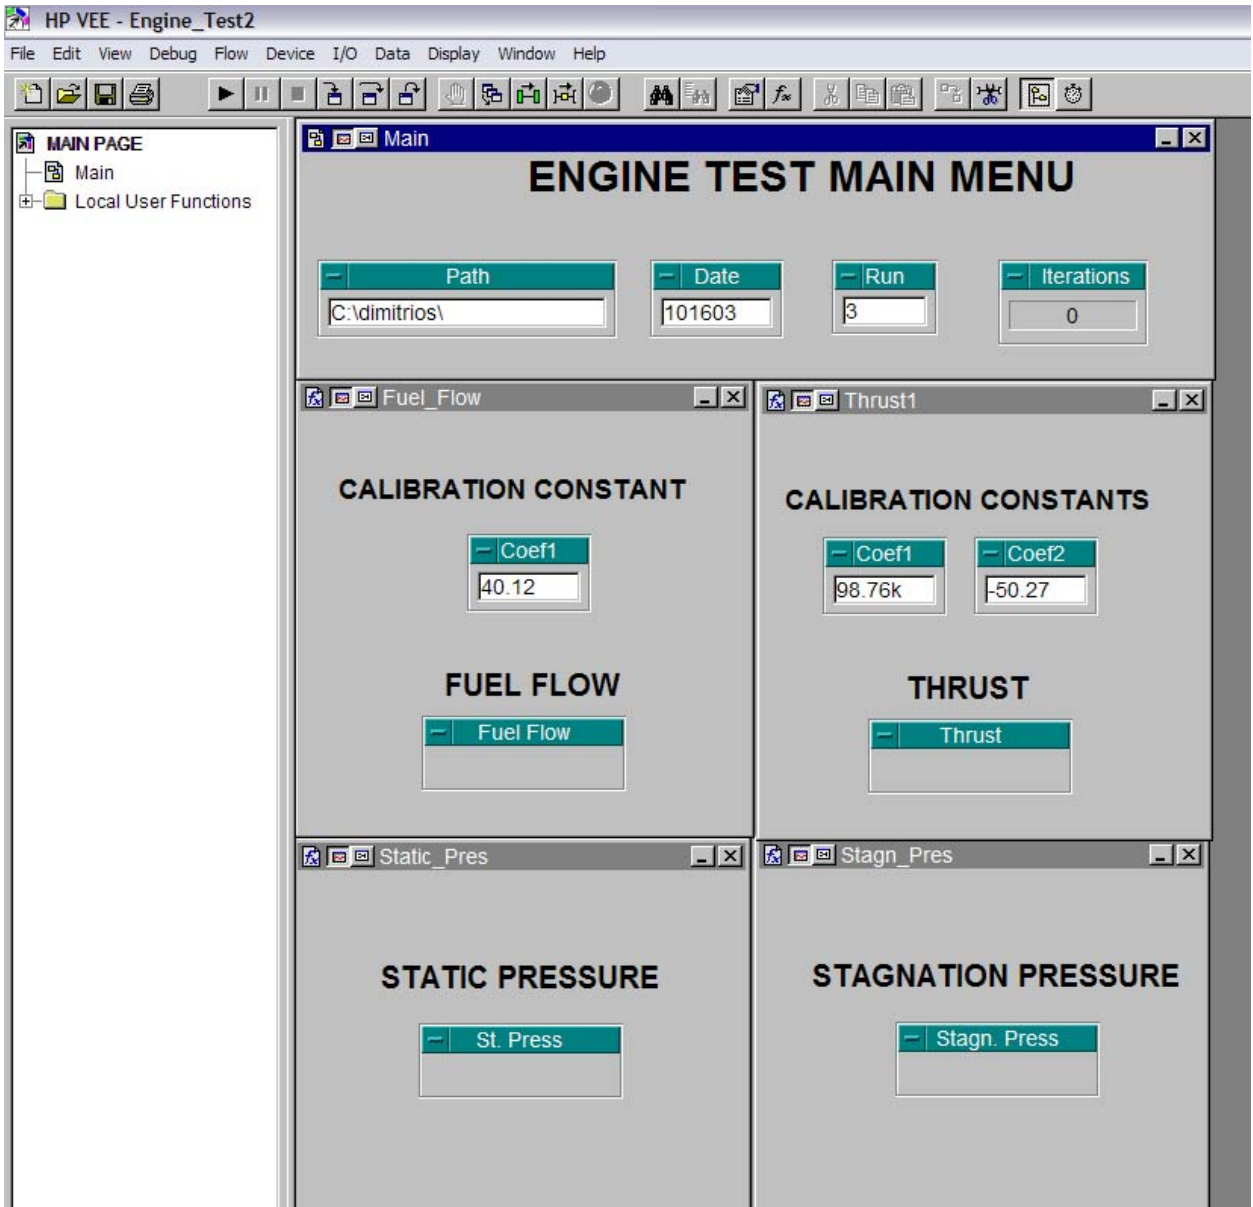 HP VEE - Engine_Test2
File Edit View Debug Flow Device I/O Data Display Window Help
MAIN PAGE
Main
Local User Functions
Main
ENGINE TEST MAIN MENU
Path Date Run Iterations
C:\dimitrios\ 101603 3 0
Fuel_Flow
CALIBRATION CONSTANT
Coef1
40.12
FUEL FLOW
Fuel Flow
Thrust1
CALIBRATION CONSTANTS
Coef1 Coef2
98.76k -50.27
THRUST
Thrust
Static_Pres
STATIC PRESSURE
St. Press
Stagn_Pres
STAGNATION PRESSURE
Stagn. Press